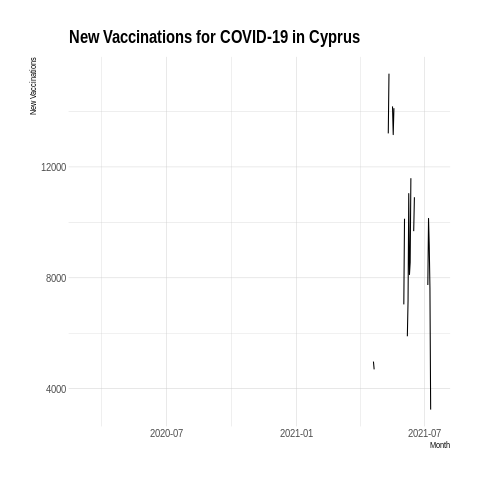 New Vaccinations for COVID-19 in Cyprus
New Vaccinations
12000
8000
4000
2020-07
2021-01
2021-07
Month